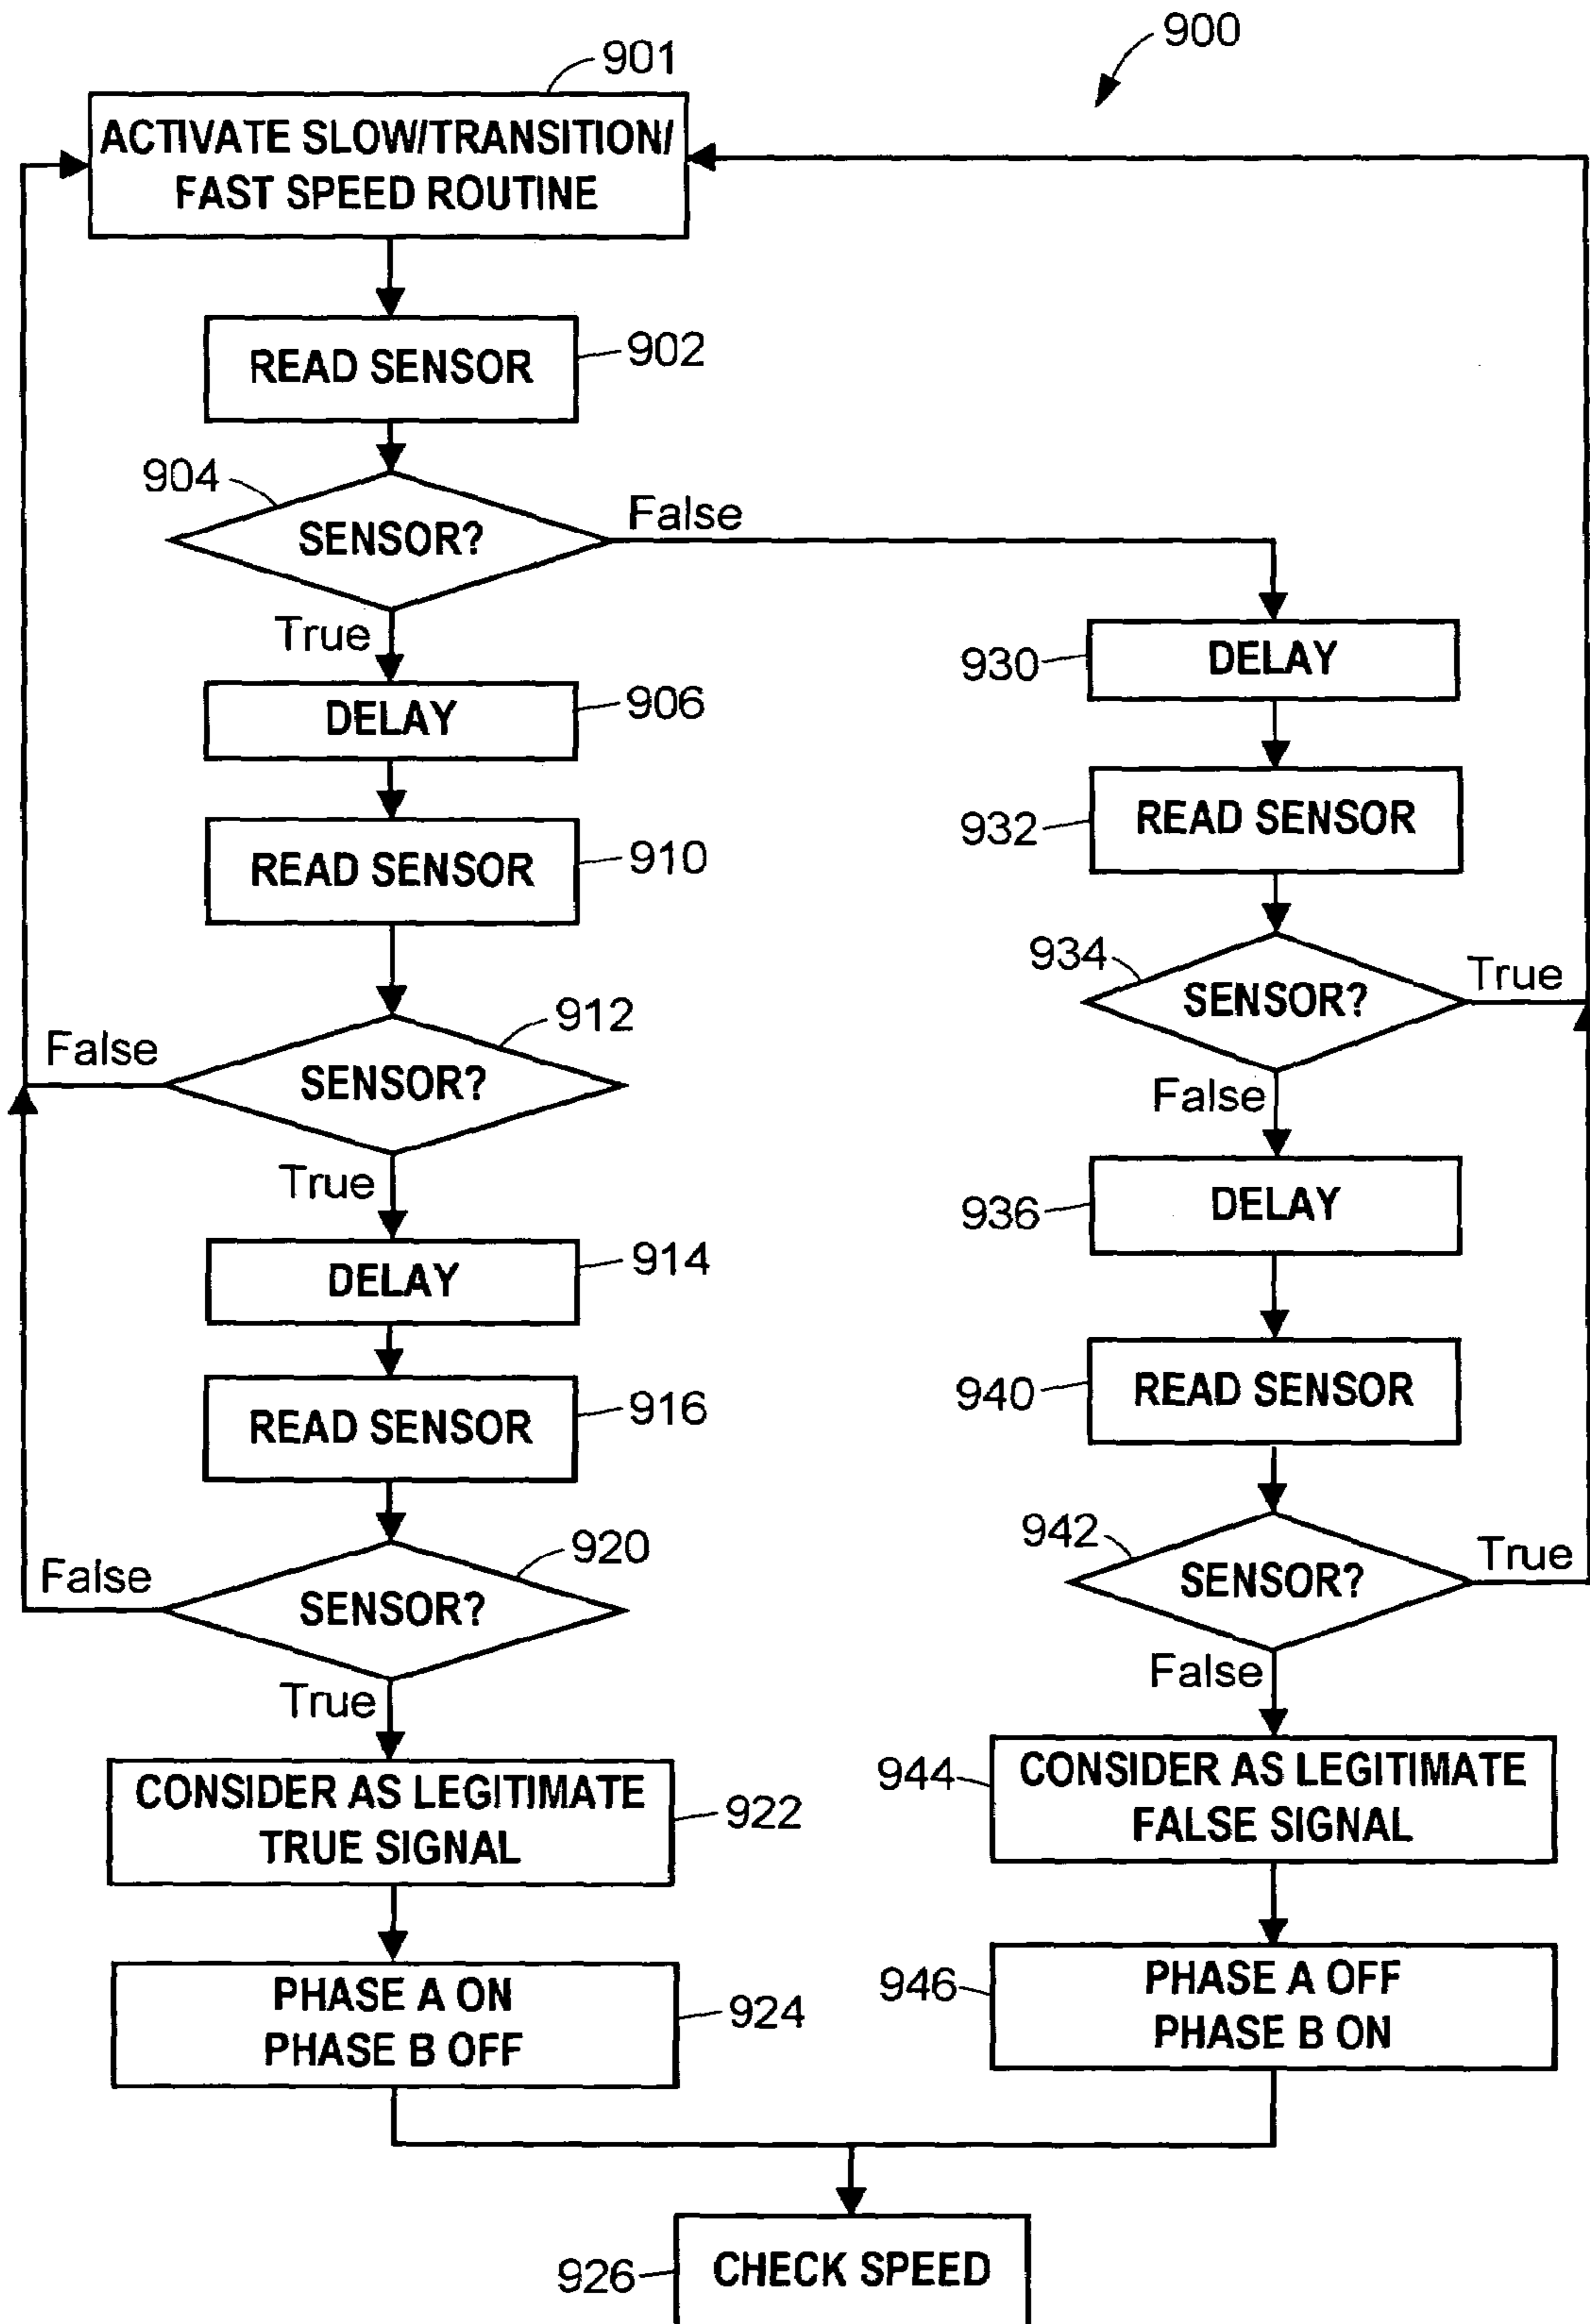 900
901
ACTIVATE SLOW/TRANSITION/
FAST SPEED ROUTINE
READ SENSOR
902
904
SENSOR?
False
True
DELAY
906
READ SENSOR
910
912
SENSOR?
False
True
DELAY
914
READ SENSOR
916
920
SENSOR?
False
True
CONSIDER AS LEGITIMATE
TRUE SIGNAL
922
PHASE A ON
PHASE B OFF
924
930
DELAY
932
READ SENSOR
934
SENSOR?
True
False
936
DELAY
940
READ SENSOR
942
SENSOR?
True
False
944
CONSIDER AS LEGITIMATE
FALSE SIGNAL
946
PHASE A OFF
PHASE B ON
926
CHECK SPEED